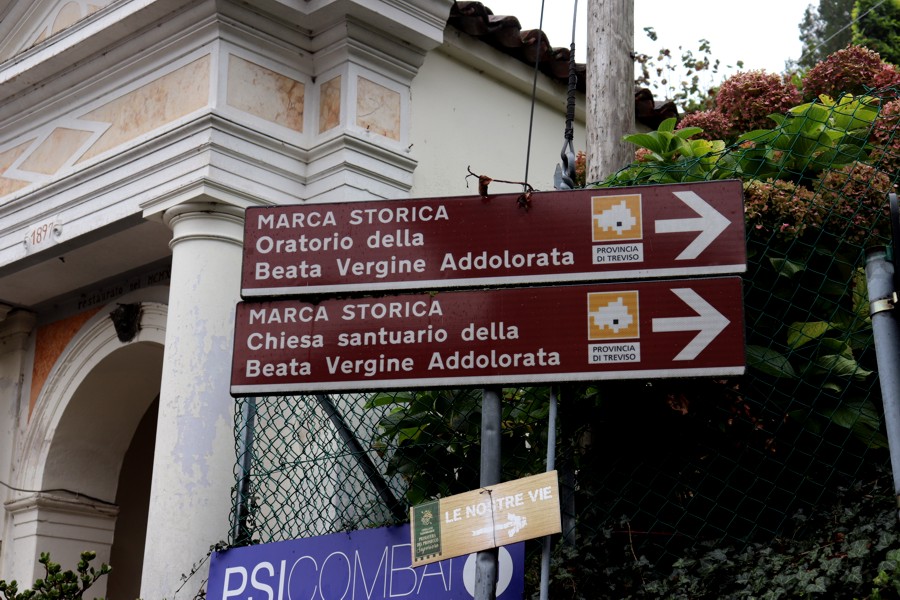 1897
MARCA STORICA
Oratorio della
Beata Vergine Addolorata
PROVINCIA
DI TREVISO
MARCA STORICA
Chiesa santuario della
Beata Vergine Addolorata
PROVINCIA
DI TREVISO
LE NOSTRE VIE
PSICOMBAT